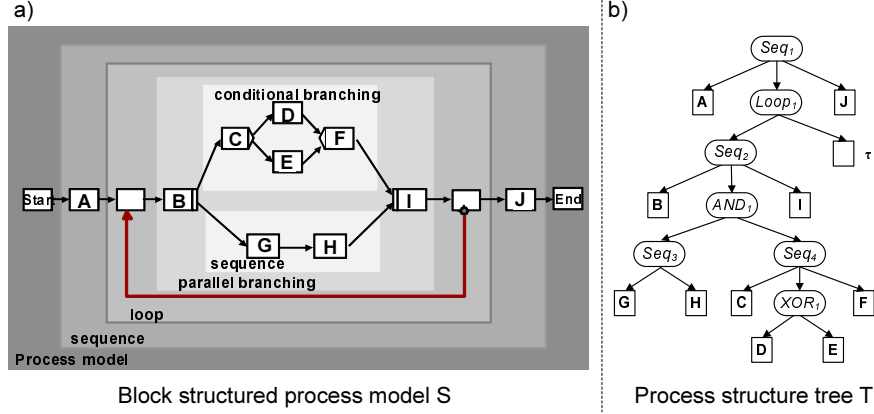 a)
b)
conditional branching
D
C
F
E
Star
A
B
I
J
End
G
H
sequence
parallel branching
loop
sequence
Process model
Block structured process model S
Seq1
A
Loop1
J
Seq2
τ
B
AND1
I
Seq3
Seq4
G
H
C
XOR1
F
D
E
Process structure tree T